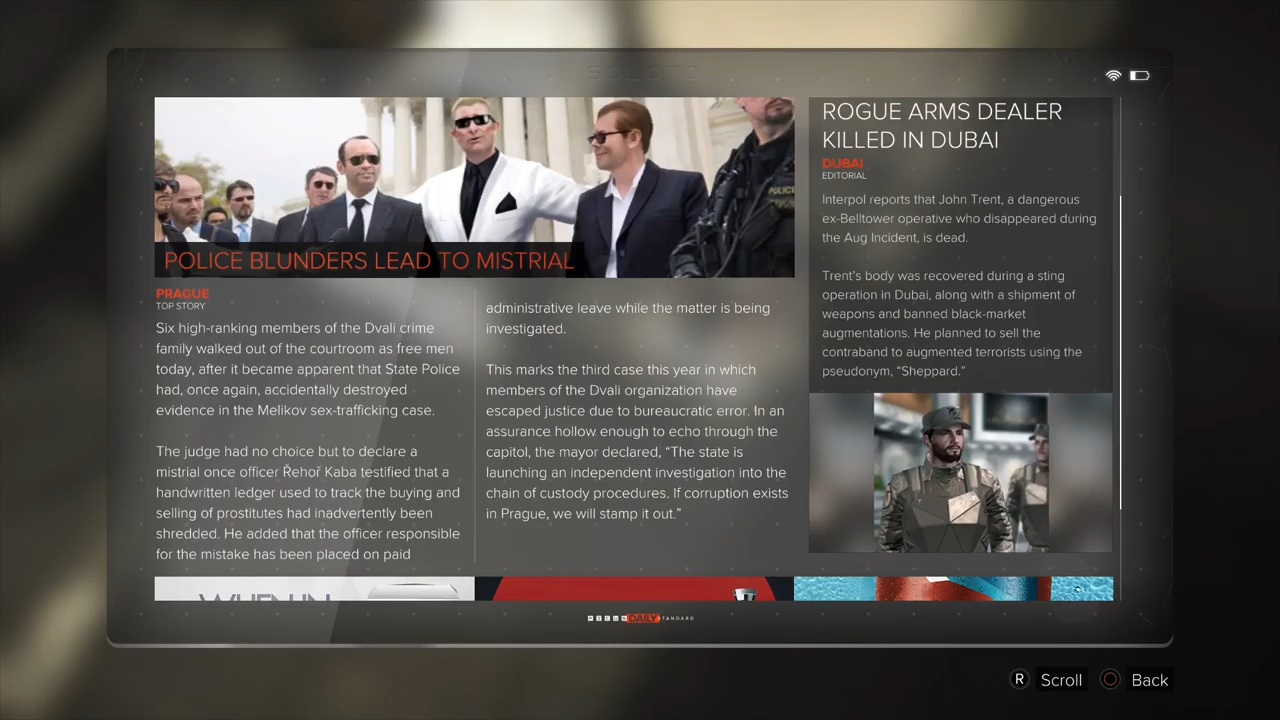 SOLOTO
POLICE BLUNDERS LEAD TO MISTRIAL
PRAGUE
TOP STORY
Six high-ranking members of the Dvali crime
family walked out of the courtroom as free men
today, after it became apparent that State Police
had, once again, accidentally destroyed
evidence in the Melikov sex-trafficking case.
The judge had no choice but to declare a
mistrial once officer Řehoř Kaba testified that a
handwritten ledger used to track the buying and
selling of prostitutes had inadvertently been
shredded. He added that the officer responsible
for the mistake has been placed on paid
administrative leave while the matter is being
investigated.
This marks the third case this year in which
members of the Dvali organization have
escaped justice due to bureaucratic error. In an
assurance hollow enough to echo through the
capitol, the mayor declared, “The state is
launching an independent investigation into the
chain of custody procedures. If corruption exists
in Prague, we will stamp it out.”
ROGUE ARMS DEALER
KILLED IN DUBAI
DUBAI
EDITORIAL
Interpol reports that John Trent, a dangerous
ex-Belltower operative who disappeared during
the Aug Incident, is dead.
Trent’s body was recovered during a sting
operation in Dubai, along with a shipment of
weapons and banned black-market
augmentations. He planned to sell the
contraband to augmented terrorists using the
pseudonym, “Sheppard.”
POLICE
WHEN IN
PICUS DAILY STANDARD
R Scroll
Back